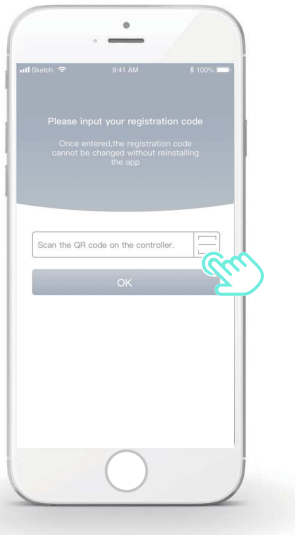 Sketch 9:41 AM 100%
Please input your registration code
Once entered,the registration code
cannot be changed without reinstalling
the app
Scan the QR code on the controller.
OK